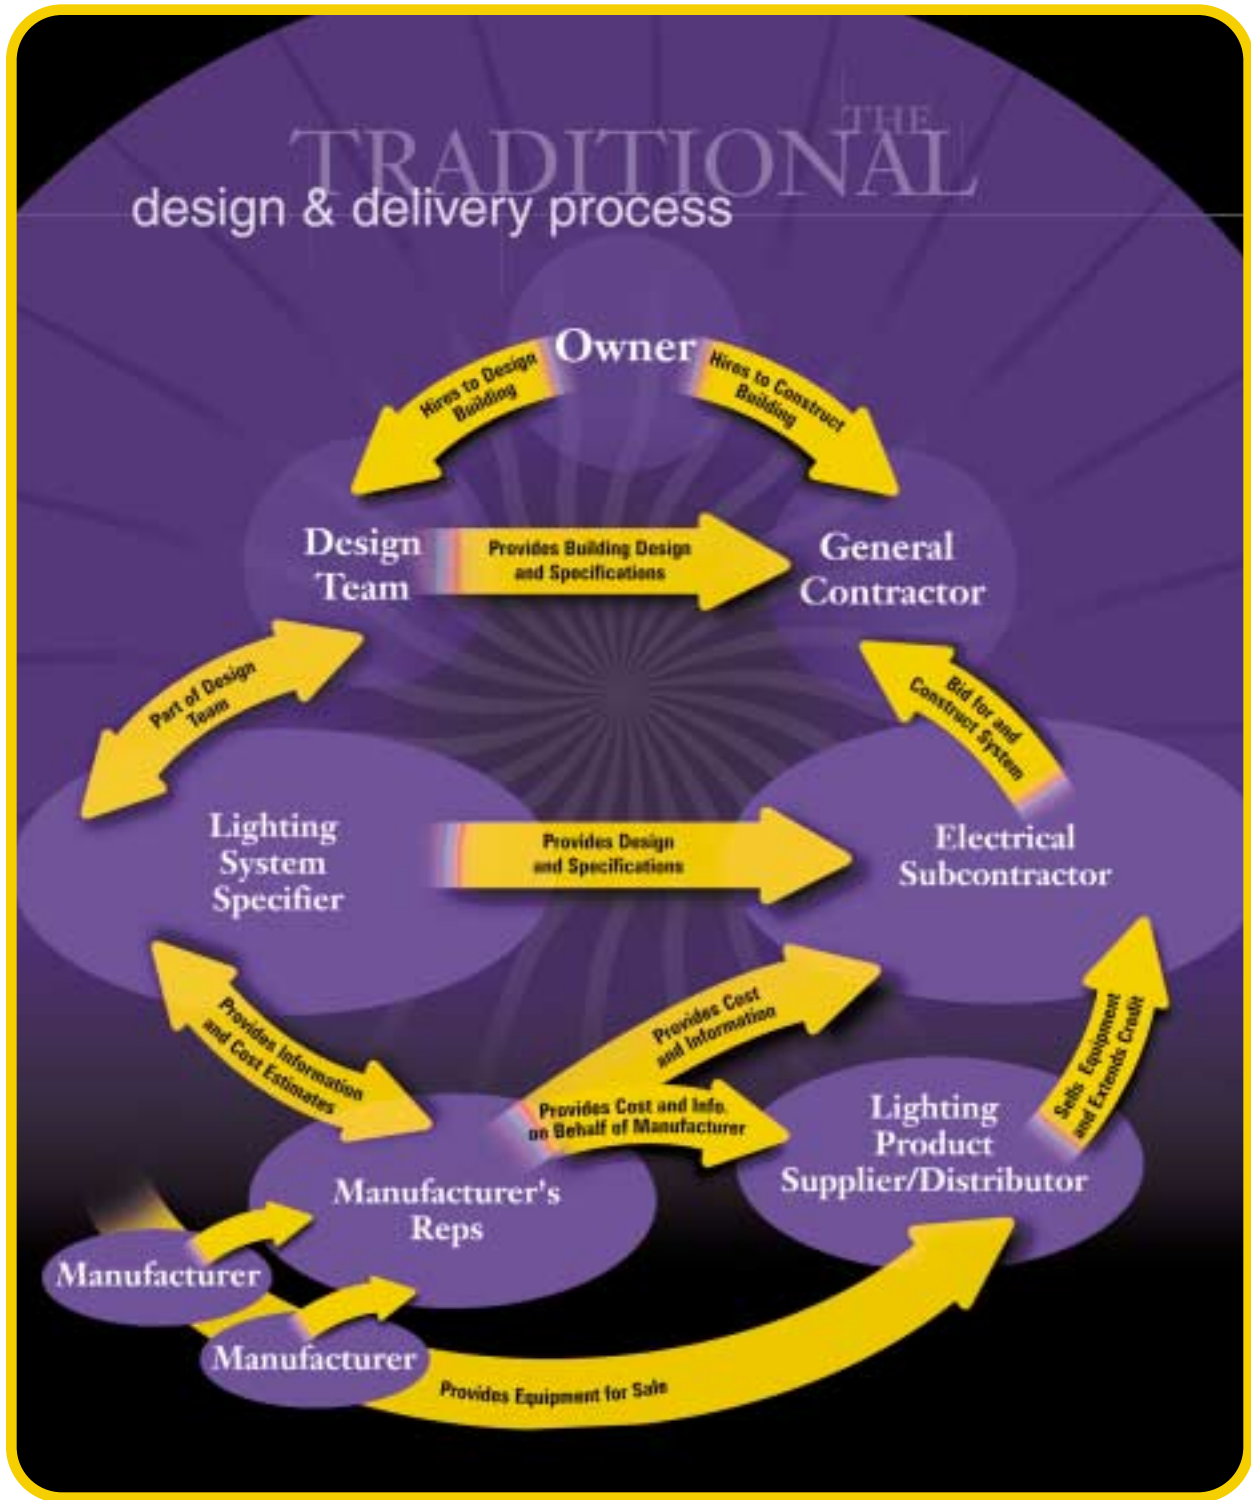 THE
TRADITIONAL
design & delivery process
Owner
Hires to Design
Building
Hires to Construct
Building
Design
Team
Provides Building Design
and Specifications
General
Contractor
Part of Design
Team
Bid for and
Construct System
Lighting
System
Specifier
Provides Design
and Specifications
Electrical
Subcontractor
Provides Information
and Cost Estimates
Provides Cost
and Information
Provides Cost and Info.
on Behalf of Manufacturer
Sells Equipment
and Extends Credit
Lighting
Product
Supplier/Distributor
Manufacturer's
Reps
Manufacturer
Manufacturer
Provides Equipment for Sale